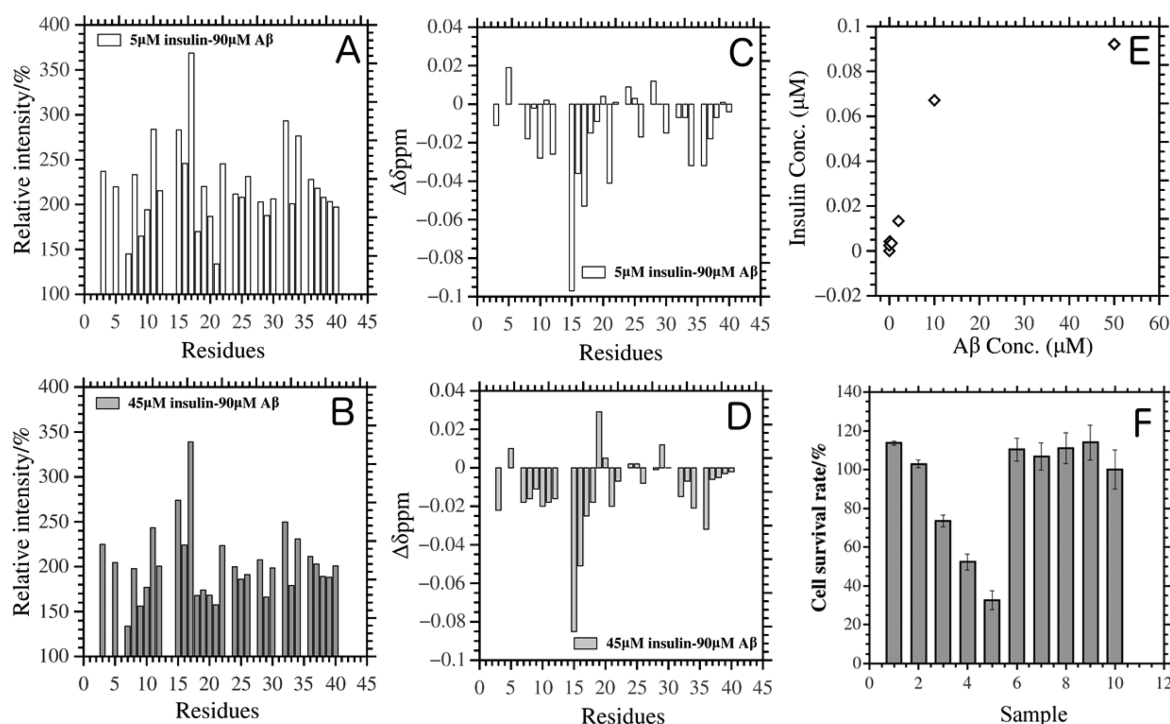 A
5μM insulin-90μM Aβ
Relative intensity/%
400
350
300
250
200
150
100
0 5 10 15 20 25 30 35 40 45
Residues
C
5μM insulin-90μM Aβ
Δδppm
0.04
0.02
0
−0.02
−0.04
−0.06
−0.08
−0.1
0 5 10 15 20 25 30 35 40 45
Residues
E
Insulin Conc. (μM)
0.1
0.08
0.06
0.04
0.02
0
−0.02
0 10 20 30 40 50 60
Aβ Conc. (μM)
B
45μM insulin-90μM Aβ
Relative intensity/%
400
350
300
250
200
150
100
0 5 10 15 20 25 30 35 40 45
Residues
D
45μM insulin-90μM Aβ
Δδppm
0.04
0.02
0
−0.02
−0.04
−0.06
−0.08
−0.1
0 5 10 15 20 25 30 35 40 45
Residues
F
Cell survival rate/%
140
120
100
80
60
40
20
0
0 2 4 6 8 10 12
Sample